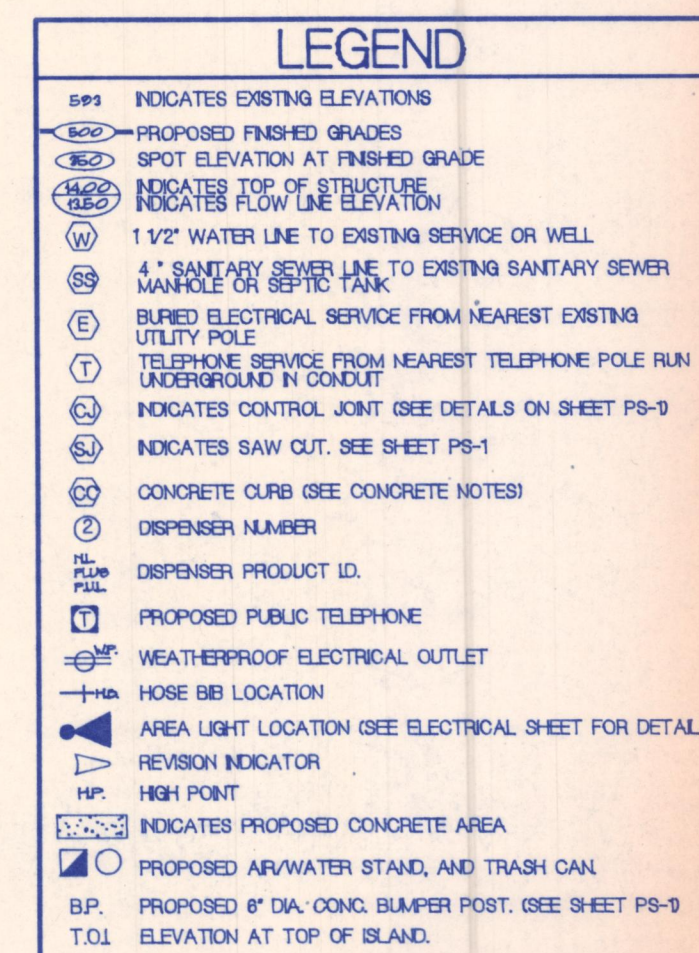 LEGEND
593 INDICATES EXISTING ELEVATIONS
500 PROPOSED FINISHED GRADES
350 SPOT ELEVATION AT FINISHED GRADE
14.00 INDICATES TOP OF STRUCTURE
13.50 INDICATES FLOW LINE ELEVATION
W 1 1/2" WATER LINE TO EXISTING SERVICE OR WELL
SS 4" SANITARY SEWER LINE TO EXISTING SANITARY SEWER
MANHOLE OR SEPTIC TANK
E BURIED ELECTRICAL SERVICE FROM NEAREST EXISTING
UTILITY POLE
T TELEPHONE SERVICE FROM NEAREST TELEPHONE POLE RUN
UNDERGROUND IN CONDUIT
CJ INDICATES CONTROL JOINT (SEE DETAILS ON SHEET PS-1)
SJ INDICATES SAW CUT. SEE SHEET PS-1
CC CONCRETE CURB (SEE CONCRETE NOTES)
2 DISPENSER NUMBER
N.L.
PLUS DISPENSER PRODUCT I.D.
P.U.L.
T PROPOSED PUBLIC TELEPHONE
W.P. WEATHERPROOF ELECTRICAL OUTLET
H.B. HOSE BIB LOCATION
AREA LIGHT LOCATION (SEE ELECTRICAL SHEET FOR DETAIL
REVISION INDICATOR
H.P. HIGH POINT
INDICATES PROPOSED CONCRETE AREA
PROPOSED AIR/WATER STAND, AND TRASH CAN.
B.P. PROPOSED 6" DIA. CONC. BUMPER POST. (SEE SHEET PS-1)
T.O.I. ELEVATION AT TOP OF ISLAND.